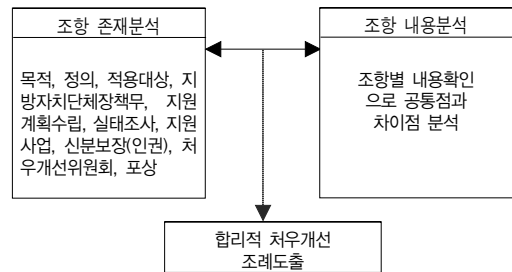 조항 존재분석
목적, 정의, 적용대상, 지
방자치단체장책무, 지원
계획수립, 실태조사, 지원
사업, 신분보장(인권), 처
우개선위원회, 포상
조항 내용분석
조항별 내용확인
으로 공통점과
차이점 분석
합리적 처우개선
조례도출